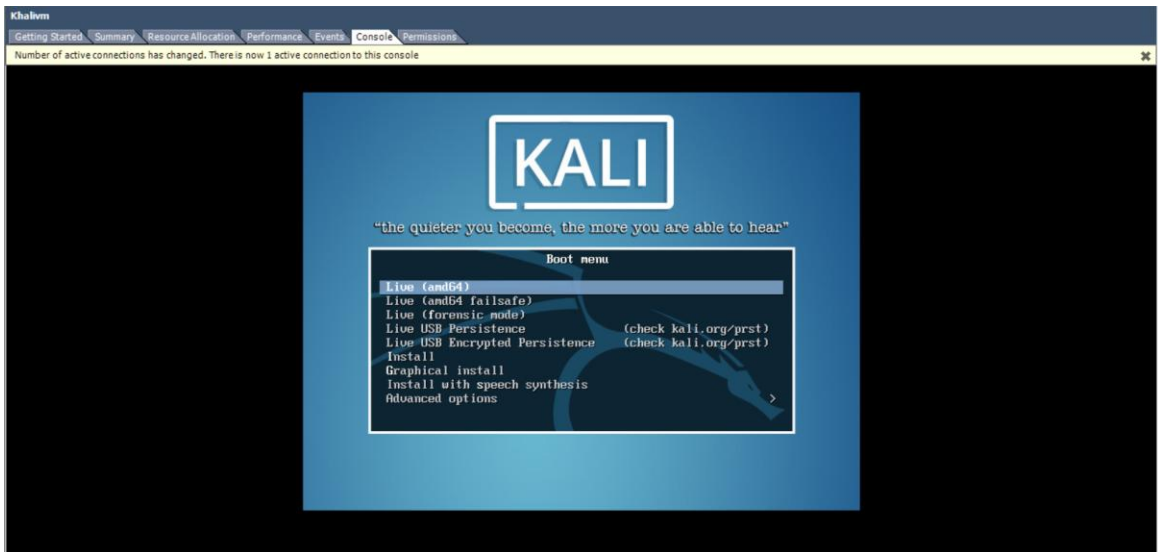 Khalivm
Getting Started Summary Resource Allocation Performance Events Console Permissions
Number of active connections has changed. There is now 1 active connection to this console
KALI
“the quieter you become, the more you are able to hear”
Boot menu
Live (amd64)
Live (amd64 failsafe)
Live (forensic mode)
Live USB Persistence (check kali.org/prst)
Live USB Encrypted Persistence (check kali.org/prst)
Install
Graphical install
Install with speech synthesis
Advanced options >